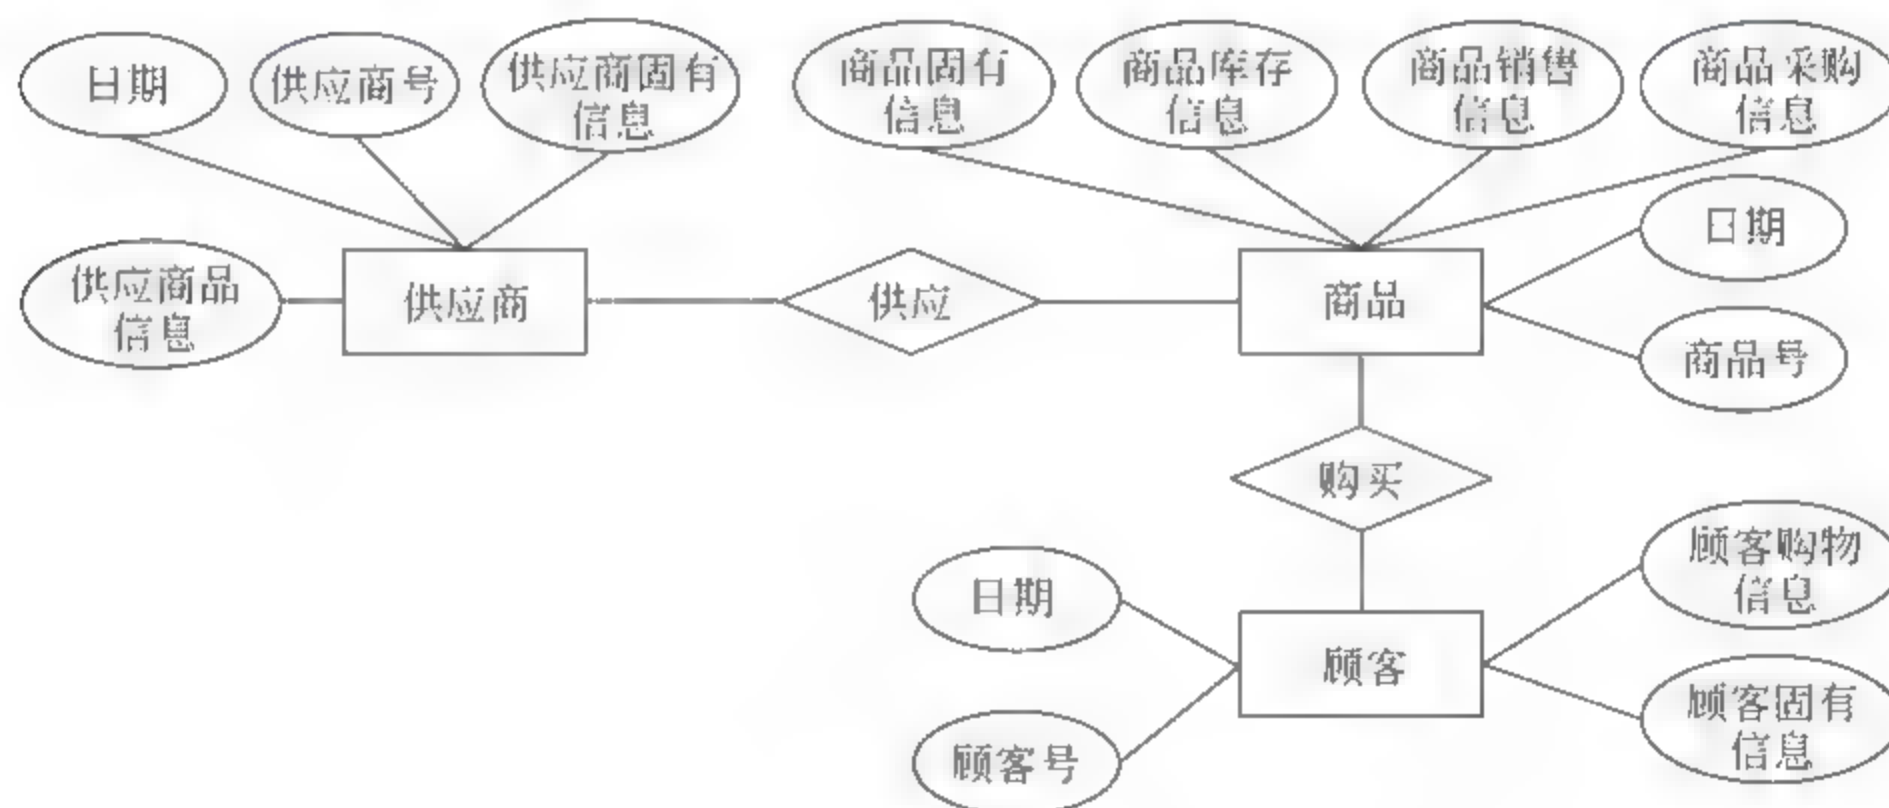 日期
供应商号
供应商固有
信息
商品固有
信息
商品库存
信息
商品销售
信息
商品采购
信息
供应商品
信息
供应商
供应
商品
日期
商品号
购买
日期
顾客号
顾客
顾客购物
信息
顾客固有
信息